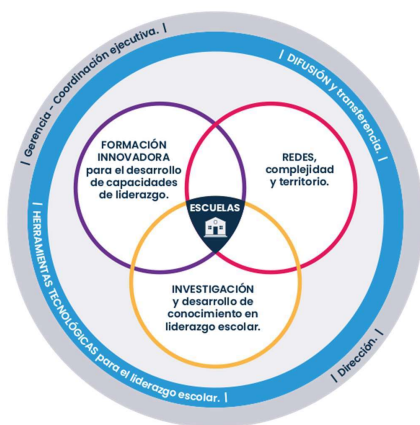 | Gerencia - Coordinación ejecutiva. |
| DIFUSIÓN y transferencia. |
FORMACIÓN
INNOVADORA
para el desarrollo
de capacidades
de liderazgo.
REDES,
complejidad
y territorio.
ESCUELAS
INVESTIGACIÓN
y desarrollo de
conocimiento en
liderazgo escolar.
| HERRAMIENTAS TECNOLÓGICAS para el liderazgo escolar. |
| Dirección. |